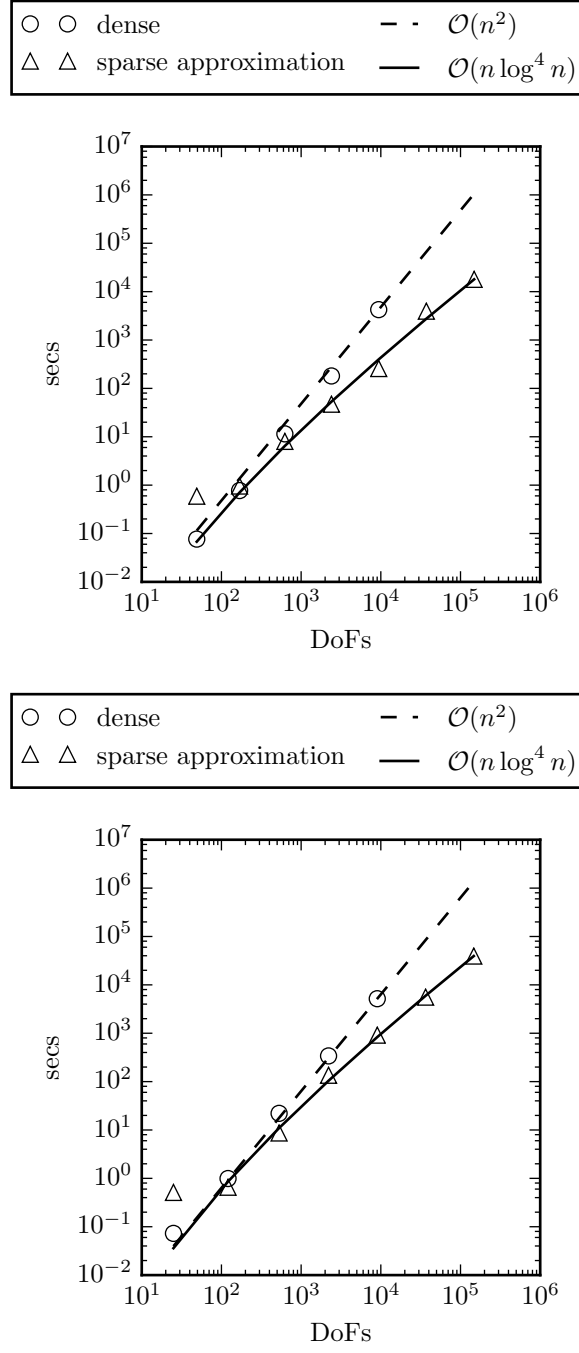 dense O(n²)
sparse approximation O(n log⁴ n)
10⁷
10⁶
10⁵
10⁴
10³
10²
10¹
10⁰
10⁻¹
10⁻²
secs
10¹ 10² 10³ 10⁴ 10⁵ 10⁶
DoFs
dense O(n²)
sparse approximation O(n log⁴ n)
10⁷
10⁶
10⁵
10⁴
10³
10²
10¹
10⁰
10⁻¹
10⁻²
secs
10¹ 10² 10³ 10⁴ 10⁵ 10⁶
DoFs